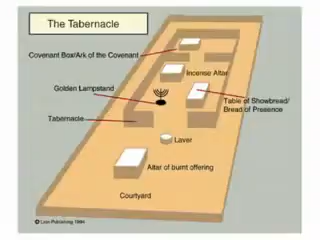 The Tabernacle
Covenant Box/Ark of the Covenant
Incense Altar
Golden Lampstand
Table of Showbread/
Bread of Presence
Tabernacle
Laver
Altar of burnt offering
Courtyard
© Lion Publishing 1994